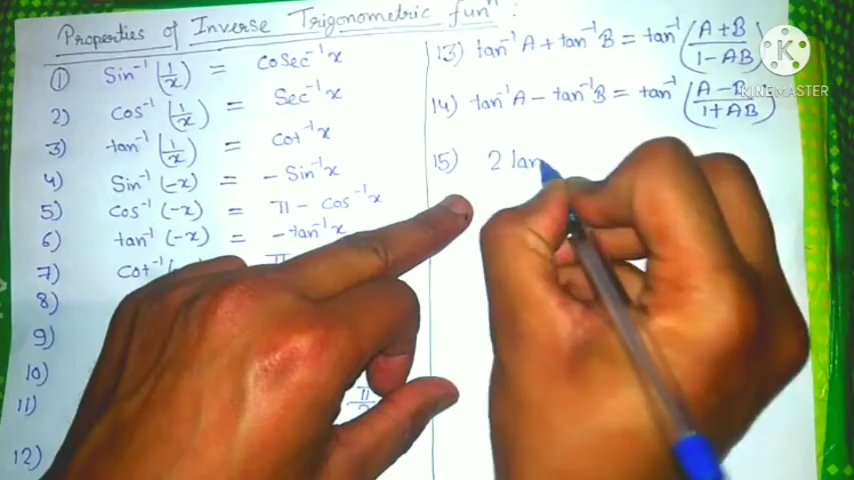 Properties of Inverse Trigonometric funⁿ :
① Sin⁻¹ (1/x) = coSec⁻¹x
2) cos⁻¹ (1/x) = Sec⁻¹x
3) tan⁻¹ (1/x) = cot⁻¹x
4) Sin⁻¹ (-x) = - Sin⁻¹x
5) cos⁻¹ (-x) = π - cos⁻¹x
6) tan⁻¹ (-x) = -tan⁻¹x
7) cot⁻¹
8)
9)
10)
11)
12)
13) tan⁻¹A + tan⁻¹B = tan⁻¹ (A + B / 1 - AB)
14) tan⁻¹A - tan⁻¹B = tan⁻¹ (A - B / 1 + AB)
15) 2 tan
KINEMASTER